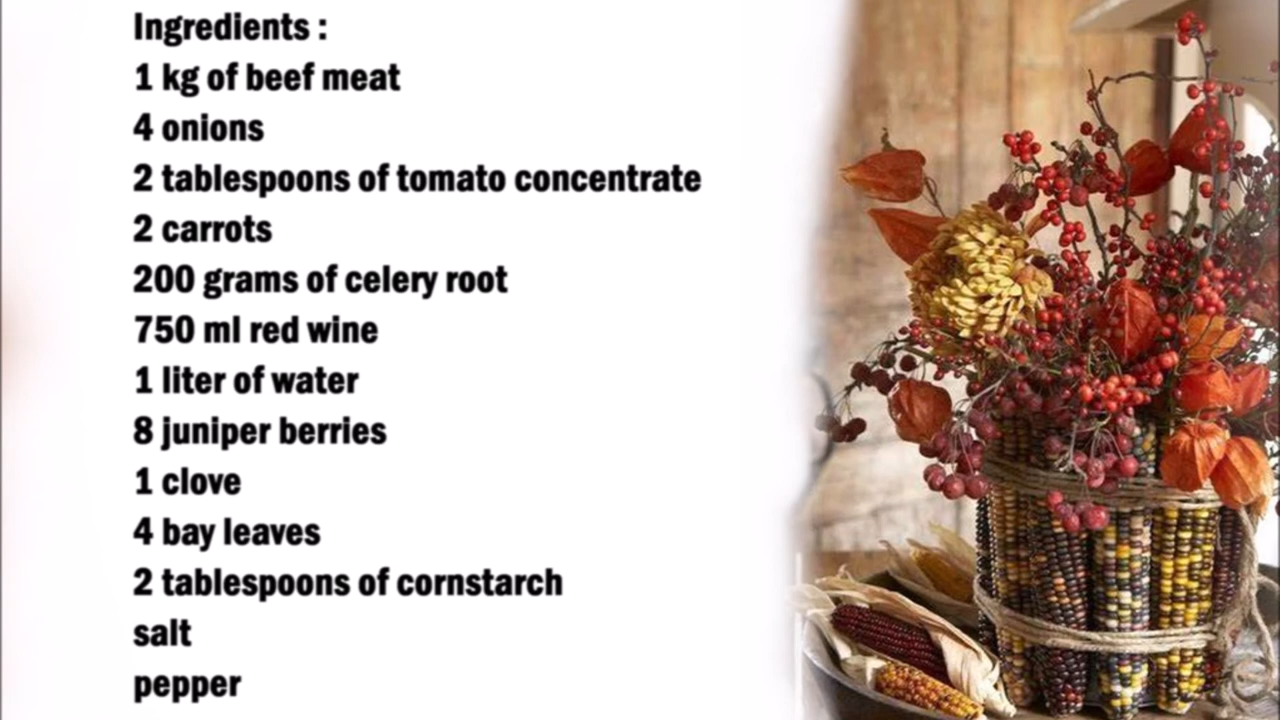 Ingredients :
1 kg of beef meat
4 onions
2 tablespoons of tomato concentrate
2 carrots
200 grams of celery root
750 ml red wine
1 liter of water
8 juniper berries
1 clove
4 bay leaves
2 tablespoons of cornstarch
salt
pepper